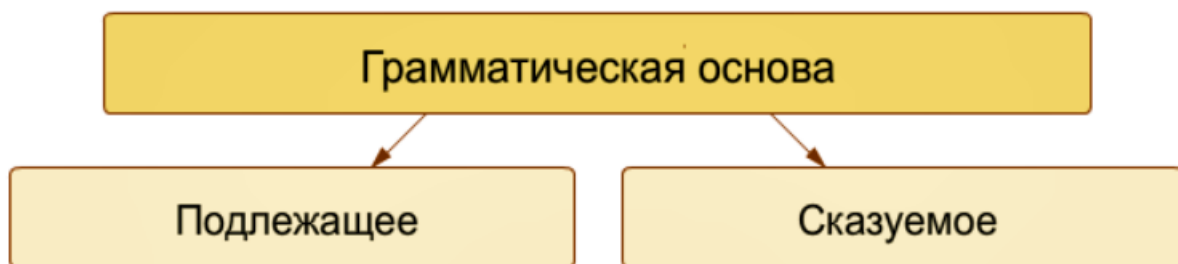 Грамматическая основа
Подлежащее
Сказуемое